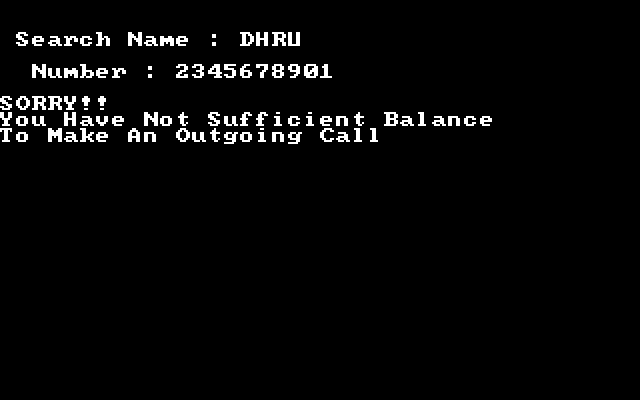 Search Name : DHRU
Number : 2345678901
SORRY!!
You Have Not Sufficient Balance
To Make An Outgoing Call